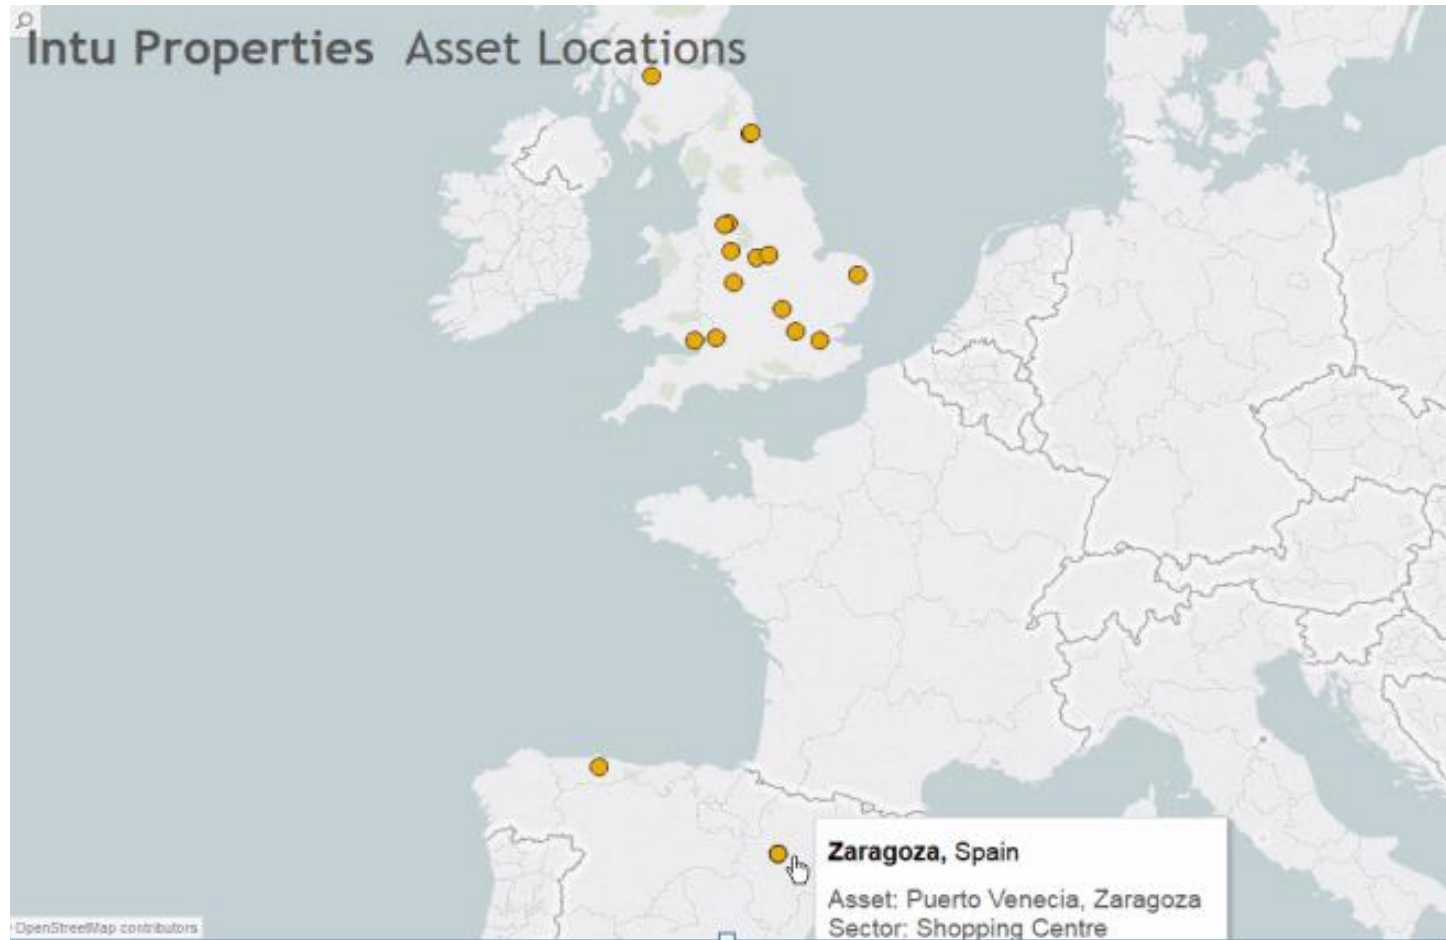 Intu Properties Asset Locations
Zaragoza, Spain
Asset: Puerto Venecia, Zaragoza
Sector: Shopping Centre
OpenStreetMap contributors